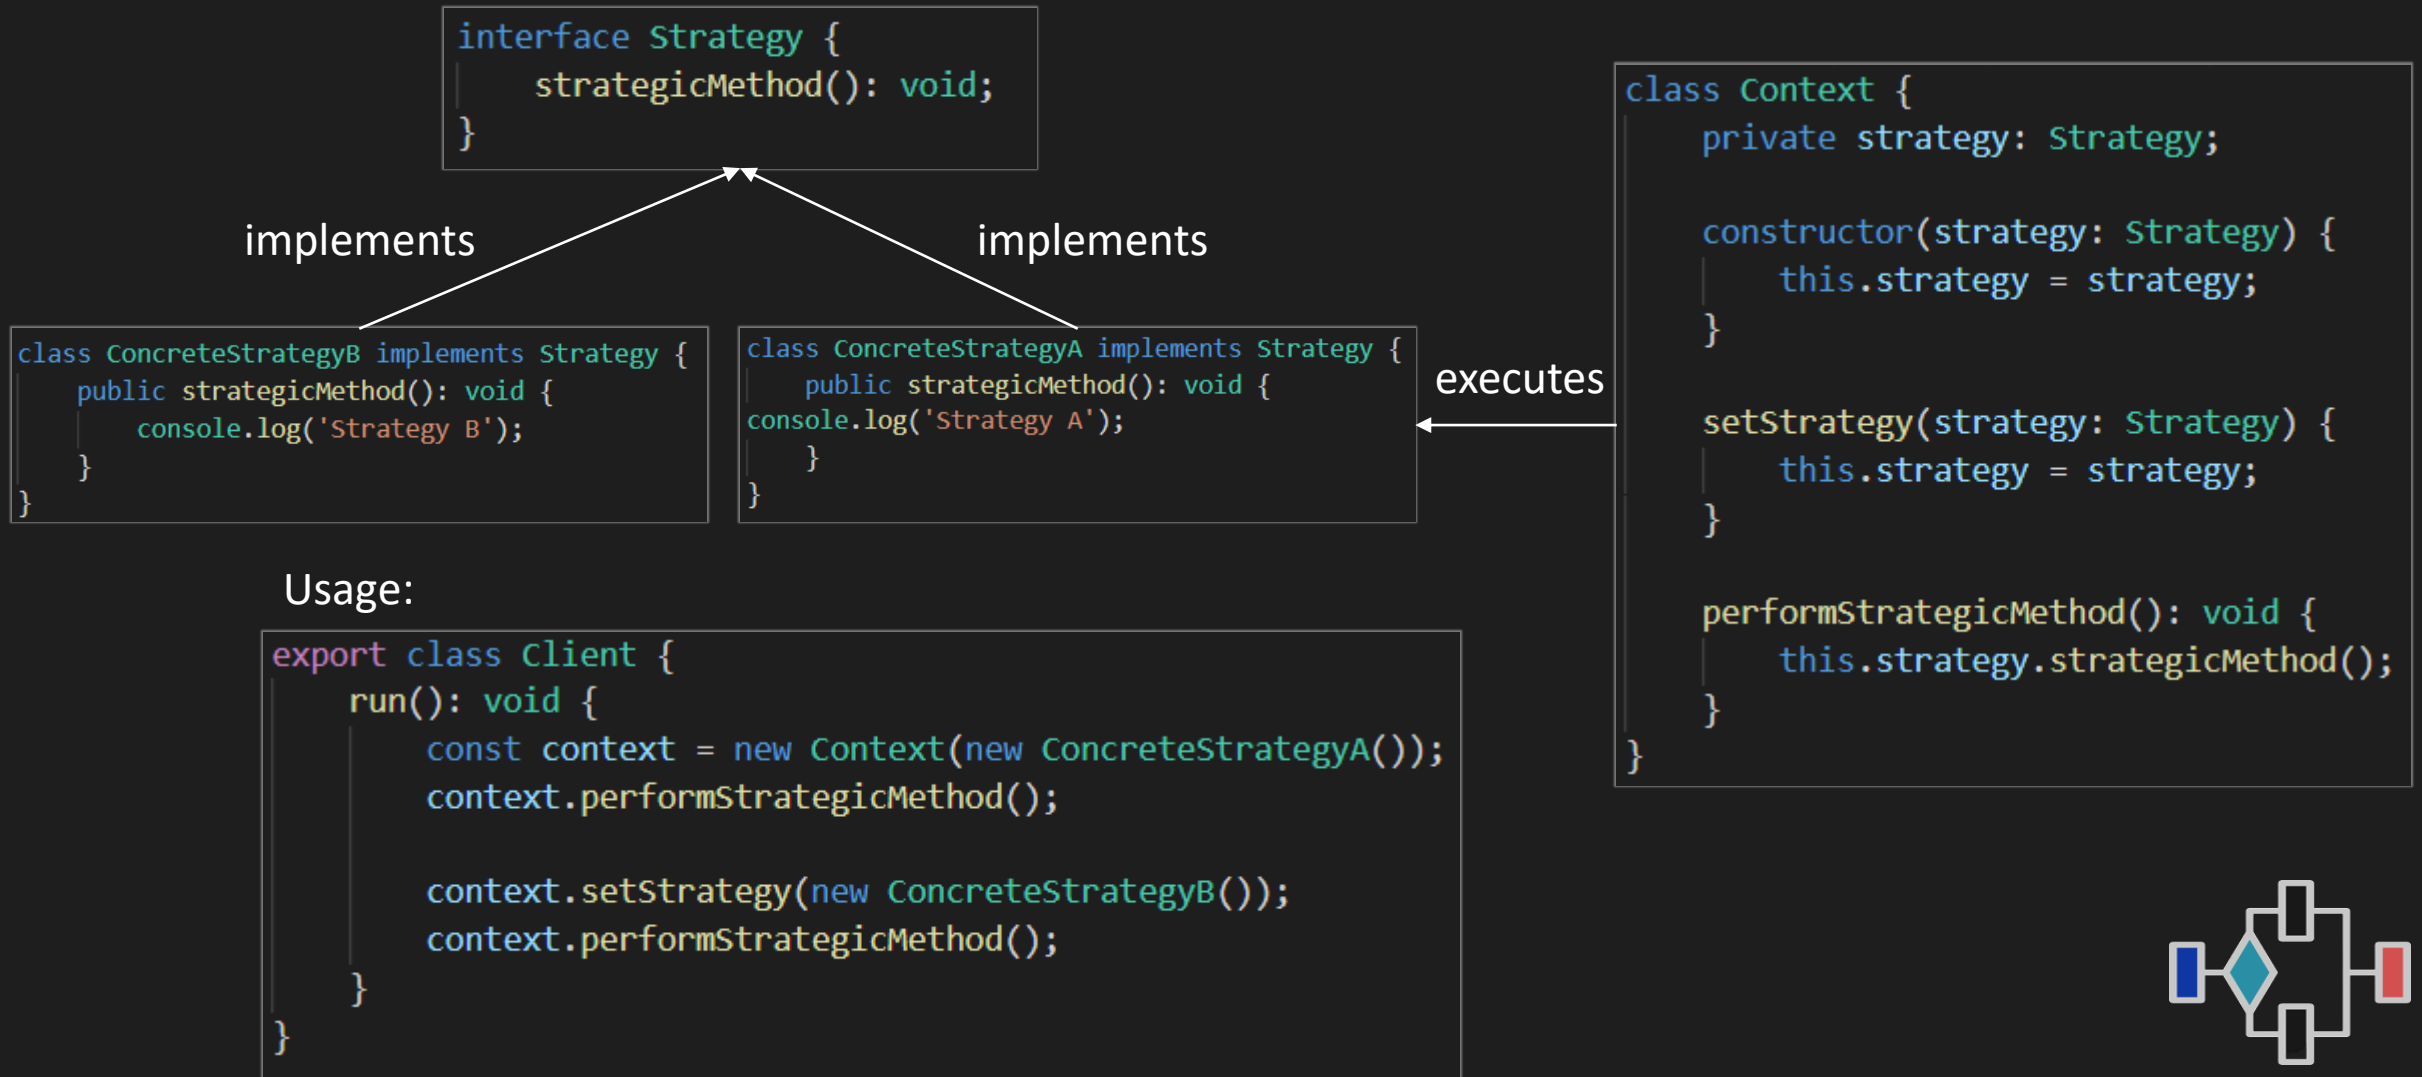 interface Strategy {
    strategicMethod(): void;
}
implements
implements
class ConcreteStrategyB implements Strategy {
    public strategicMethod(): void {
        console.log('Strategy B');
    }
}
class ConcreteStrategyA implements Strategy {
    public strategicMethod(): void {
console.log('Strategy A');
    }
}
executes
class Context {
    private strategy: Strategy;
    constructor(strategy: Strategy) {
        this.strategy = strategy;
    }
    setStrategy(strategy: Strategy) {
        this.strategy = strategy;
    }
    performStrategicMethod(): void {
        this.strategy.strategicMethod();
    }
}
Usage:
export class Client {
    run(): void {
        const context = new Context(new ConcreteStrategyA());
        context.performStrategicMethod();
        context.setStrategy(new ConcreteStrategyB());
        context.performStrategicMethod();
    }
}